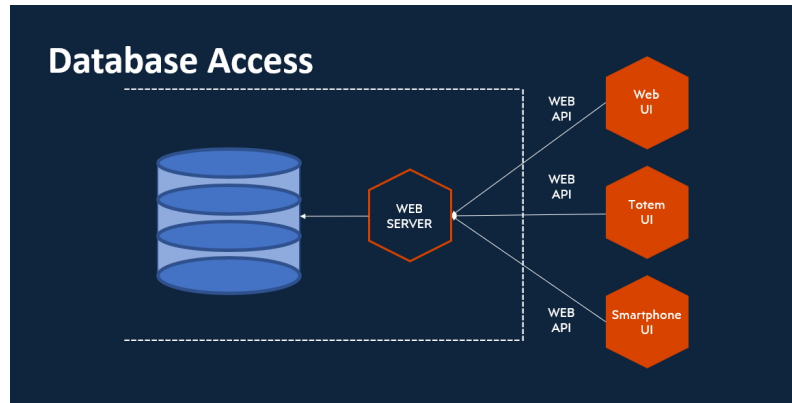 Database Access
WEB
API
Web
UI
WEB
API
Totem
UI
WEB
SERVER
WEB
API
Smartphone
UI